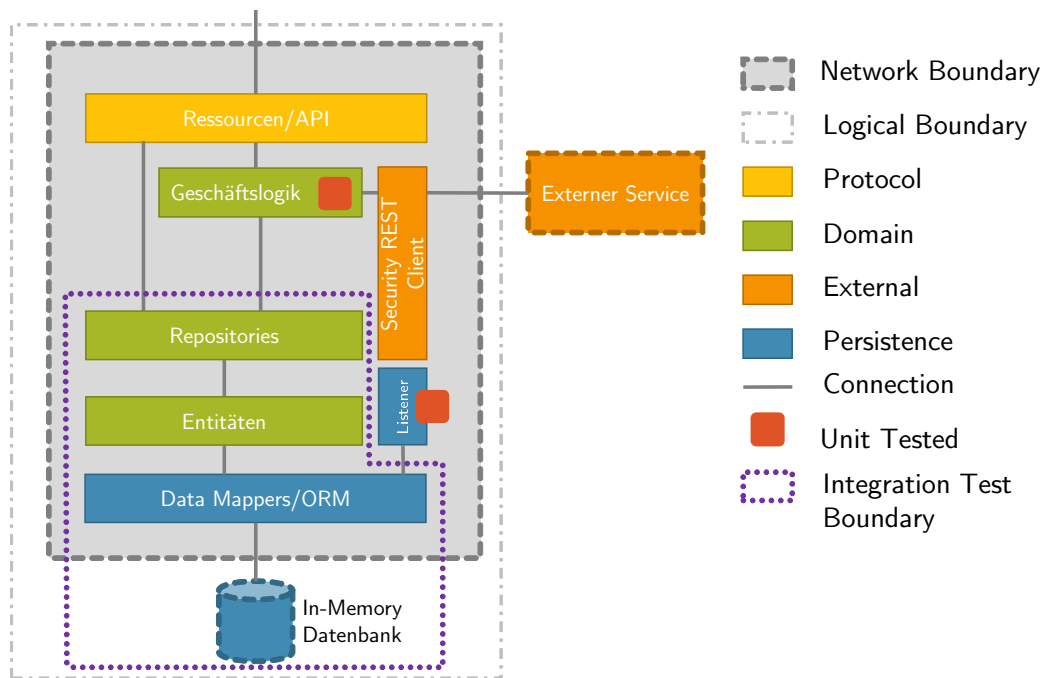 Ressourcen/API
Geschäftslogik
Security REST
Client
Externer Service
Repositories
Listener
Entitäten
Data Mappers/ORM
In-Memory
Datenbank
Network Boundary
Logical Boundary
Protocol
Domain
External
Persistence
Connection
Unit Tested
Integration Test
Boundary